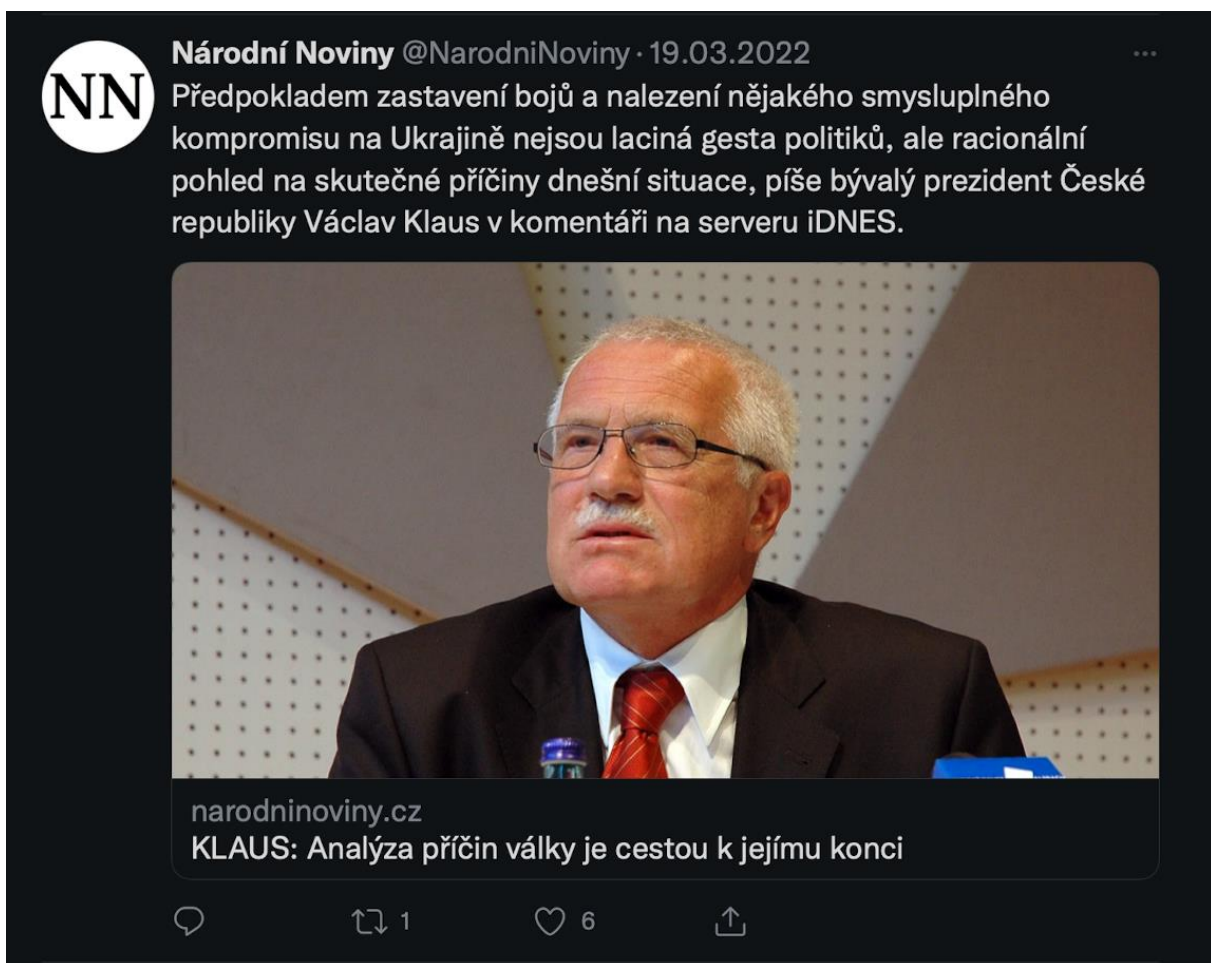 Národní Noviny @NarodniNoviny · 19.03.2022 ...
NN
Předpokladem zastavení bojů a nalezení nějakého smysluplného
kompromisu na Ukrajině nejsou laciná gesta politiků, ale racionální
pohled na skutečné příčiny dnešní situace, píše bývalý prezident České
republiky Václav Klaus v komentáři na serveru iDNES.
narodninoviny.cz
KLAUS: Analýza příčin války je cestou k jejímu konci
1
6